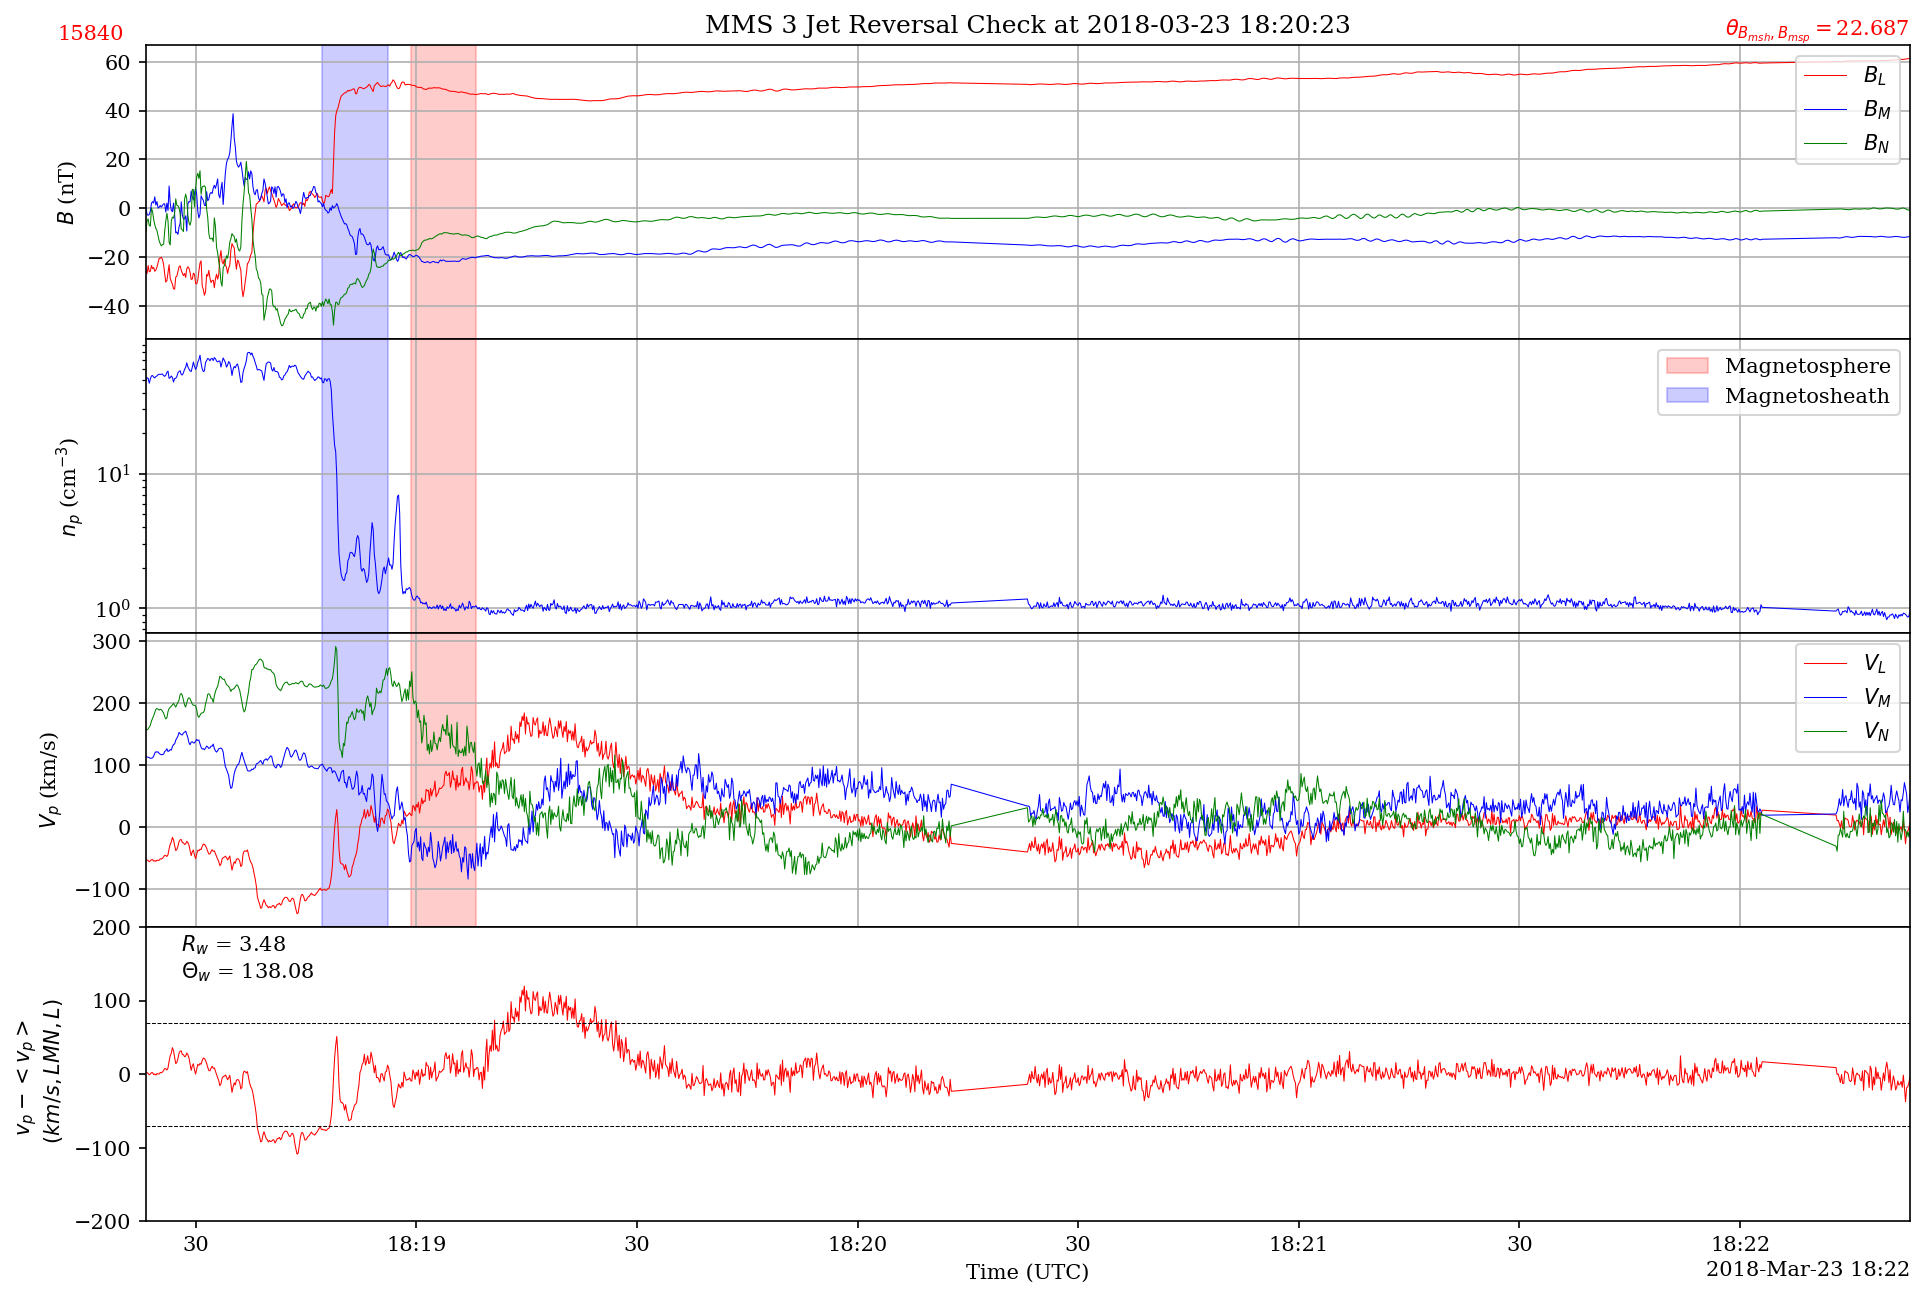 MMS 3 Jet Reversal Check at 2018-03-23 18:20:23
15840
θ_{B_{msh}, B_{msp}} = 22.687
60
40
20
0
−20
−40
B (nT)
B_L
B_M
B_N
10^1
10^0
n_p (cm^{−3})
Magnetosphere
Magnetosheath
300
200
100
0
−100
V_p (km/s)
V_L
V_M
V_N
200
100
0
−100
−200
v_p − < v_p >
(km/s, LMN, L)
R_w = 3.48
Θ_w = 138.08
30 18:19 30 18:20 30 18:21 30 18:22
Time (UTC)
2018-Mar-23 18:22